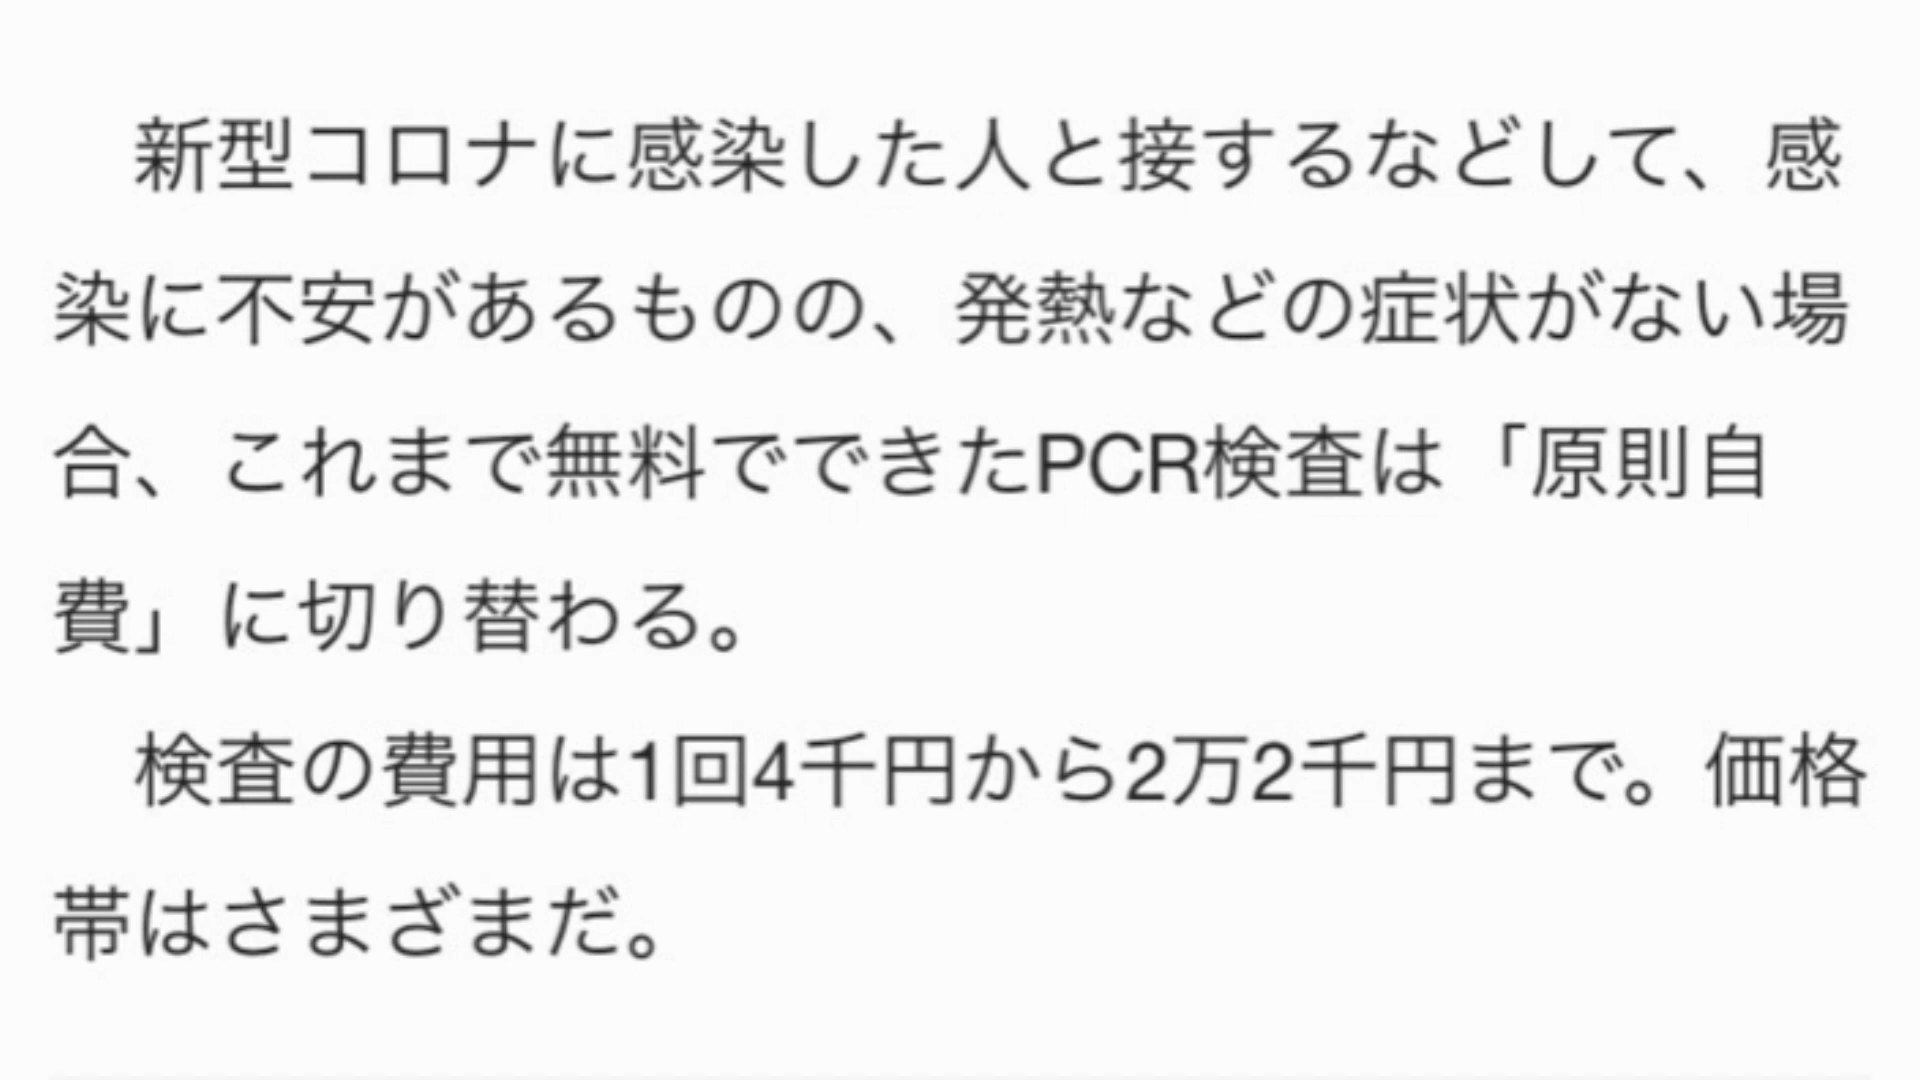 新型コロナに感染した人と接するなどして、感
染に不安があるものの、発熱などの症状がない場
合、これまで無料でできたPCR検査は「原則自
費」に切り替わる。
　検査の費用は1回4千円から2万2千円まで。価格
帯はさまざまだ。